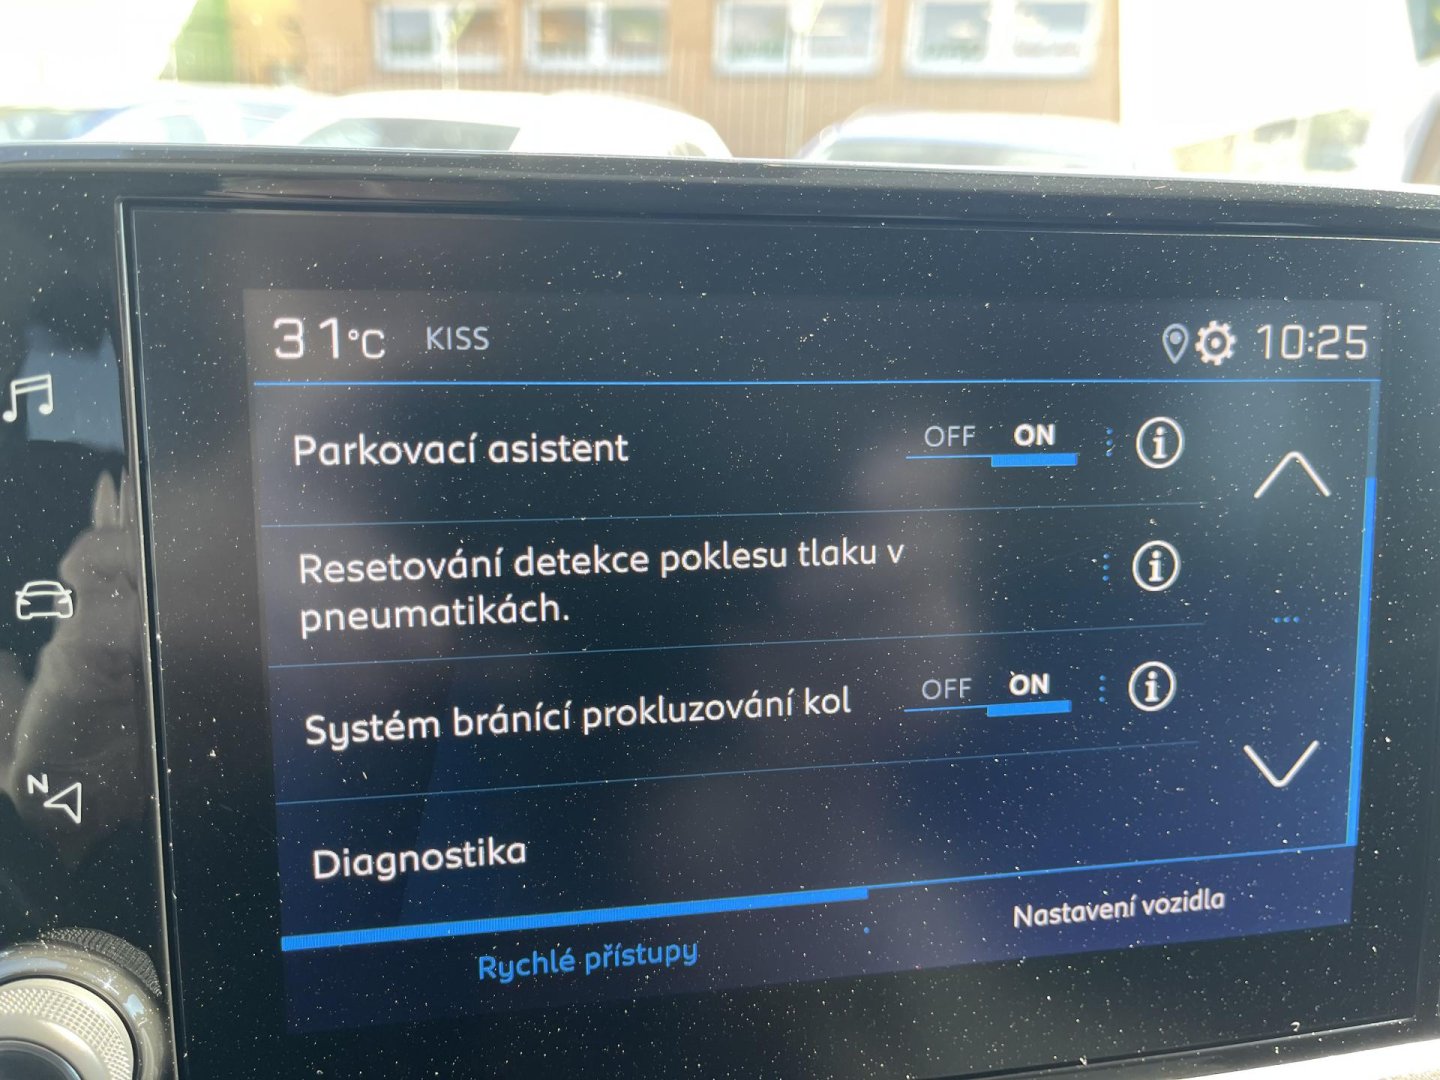 31°C KISS 10:25
Parkovací asistent OFF ON
Resetování detekce poklesu tlaku v
pneumatikách.
Systém bránící prokluzování kol OFF ON
N
Diagnostika
Rychlé přístupy Nastavení vozidla